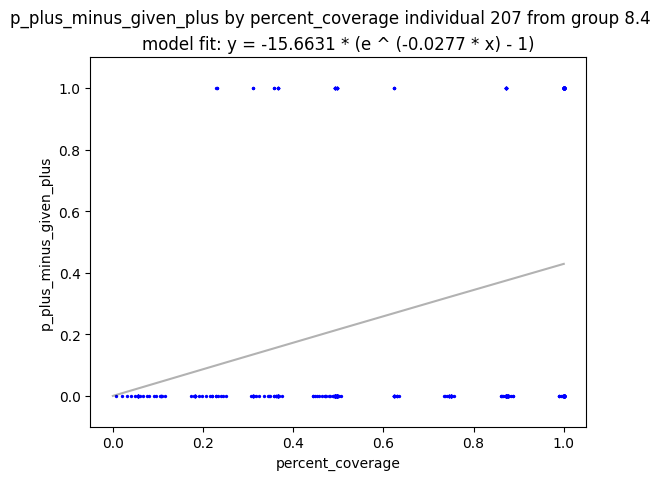 p_plus_minus_given_plus by percent_coverage individual 207 from group 8.4
model fit: y = -15.6631 * (e ^ (-0.0277 * x) - 1)
1.0
0.8
0.6
0.4
0.2
0.0
p_plus_minus_given_plus
0.0 0.2 0.4 0.6 0.8 1.0
percent_coverage